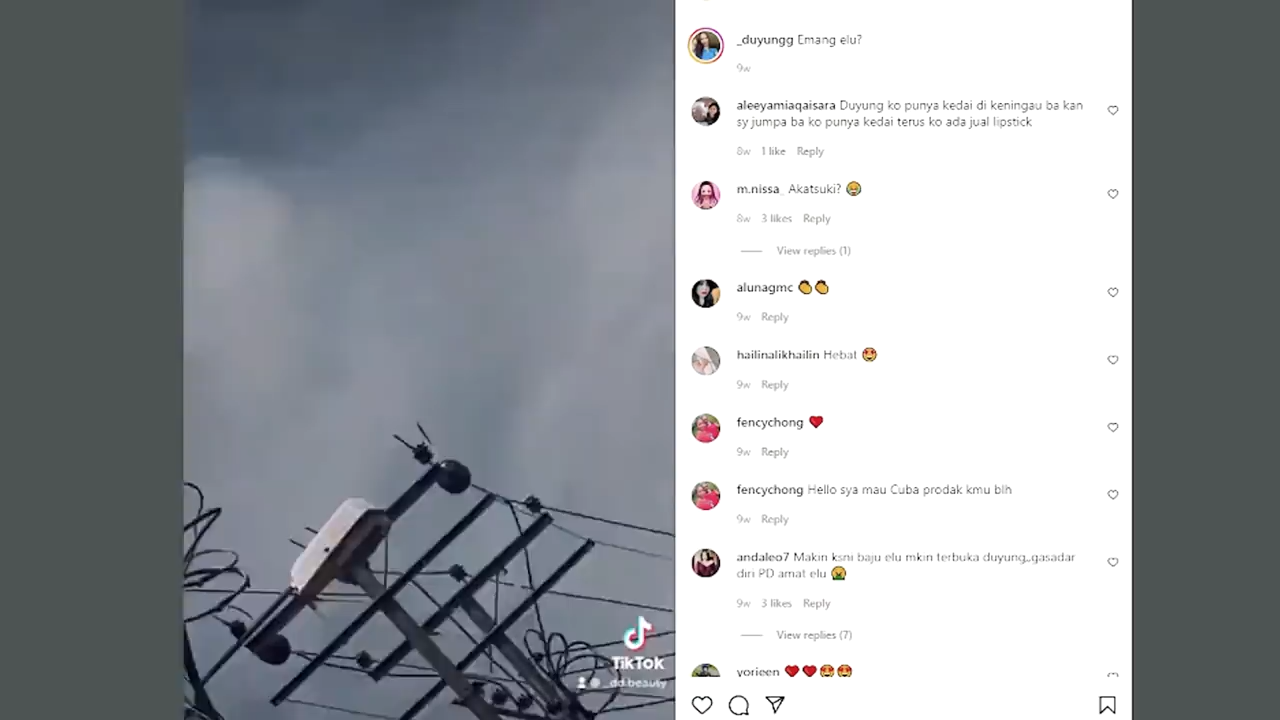 _duyungg Emang elu?
9w
aleeyamiaqaisara Duyung ko punya kedai di keningau ba kan
sy jumpa ba ko punya kedai terus ko ada jual lipstick
8w 1 like Reply
m.nissa_ Akatsuki? 😂
8w 3 likes Reply
View replies (1)
alunagmc 👏👏
9w Reply
hailinalikhailin Hebat 😍
9w Reply
fencychong ❤️
9w Reply
fencychong Hello sya mau Cuba prodak kmu blh
9w Reply
andaleo7 Makin ksni baju elu mkin terbuka duyung,,gasadar
diri PD amat elu 🤮
9w 3 likes Reply
View replies (7)
yorieen ❤️❤️😍😍
TikTok